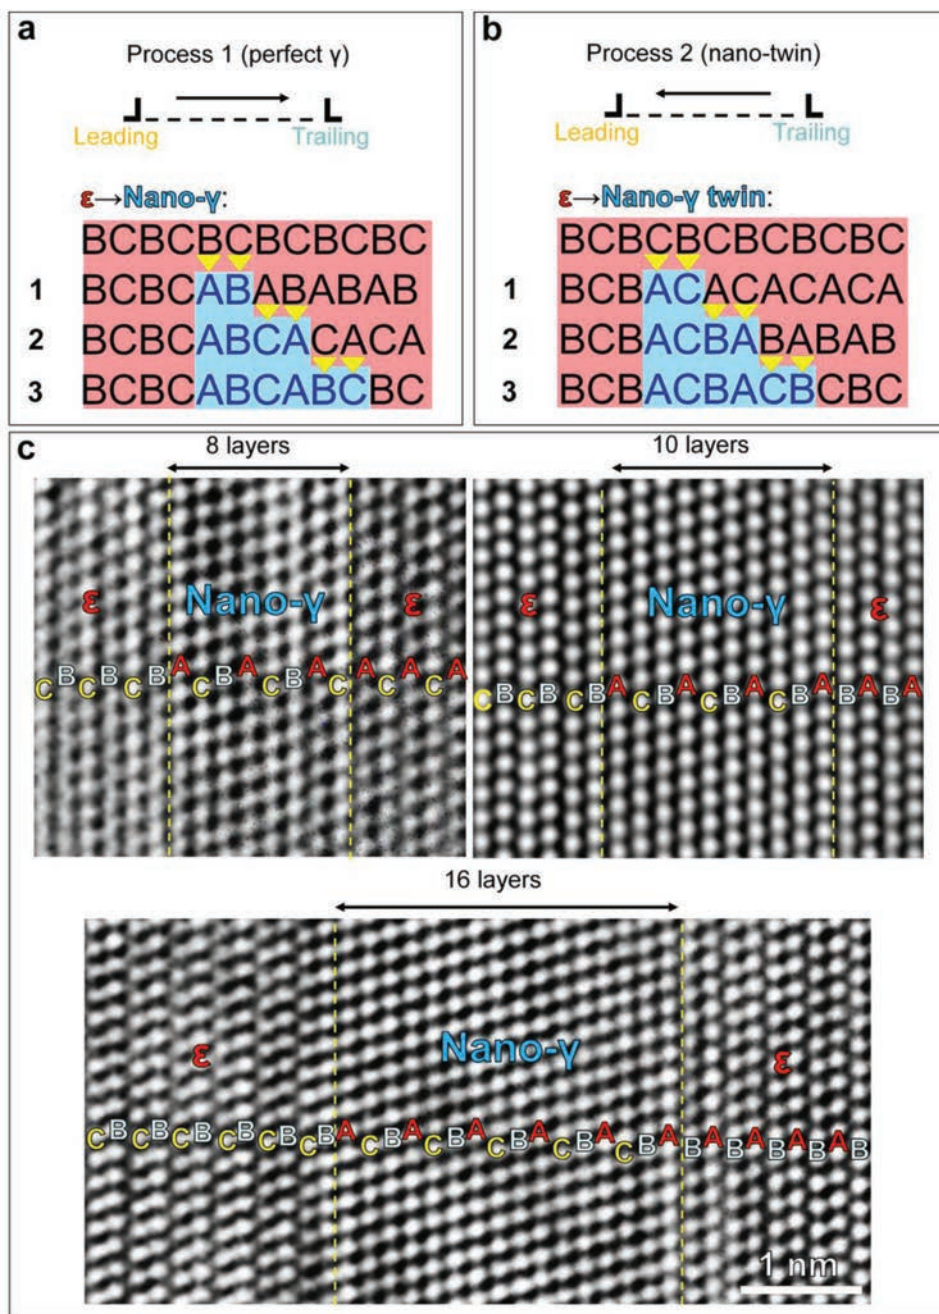 a
Process 1 (perfect γ)
Leading Trailing
ε→Nano-γ:
BCBCBCBCBCBC
1 BCBCABABABAB
2 BCBCABCACACA
3 BCBCABCABCBC
b
Process 2 (nano-twin)
Leading Trailing
ε→Nano-γ twin:
BCBCBCBCBCBC
1 BCBACACACACA
2 BCBACBABABAB
3 BCBACBACBCBC
c
8 layers
ε Nano-γ ε
CBCBCBACBACBACACACA
10 layers
ε Nano-γ ε
CBCBCBACBACBACBABABA
16 layers
ε Nano-γ ε
CBCBCBCBCBCBACBACBACBACBACBABABABABAB
1 nm